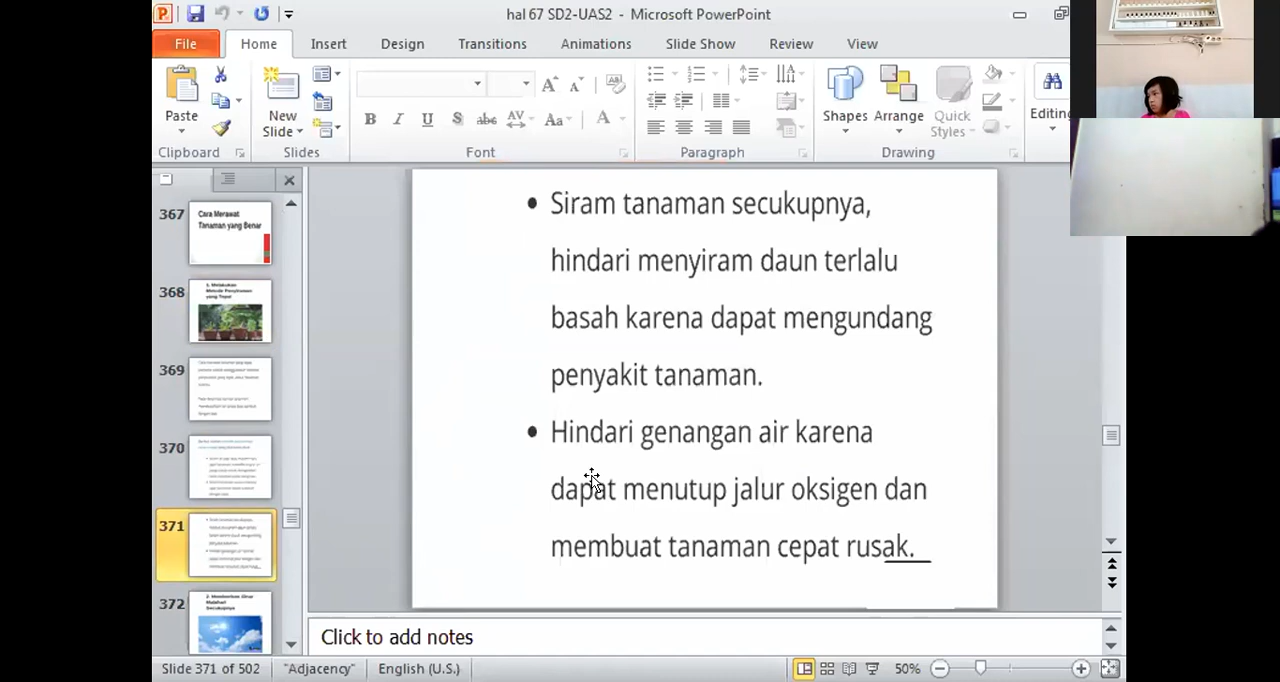 hal 67 SD2-UAS2 - Microsoft PowerPoint
File Home Insert Design Transitions Animations Slide Show Review View
Paste
New
Slide
Shapes Arrange Quick
Styles
Editing
Clipboard Slides Font Paragraph Drawing
367
Cara Merawat
Tanaman yang Benar
368
1. Melakukan
Metode Penyiraman
yang Tepat
369
370
371
372
2. Memberikan Sinar
Matahari
Secukupnya
• Siram tanaman secukupnya,
hindari menyiram daun terlalu
basah karena dapat mengundang
penyakit tanaman.
• Hindari genangan air karena
dapat menutup jalur oksigen dan
membuat tanaman cepat rusak.
Click to add notes
Slide 371 of 502 "Adjacency" English (U.S.) 50%